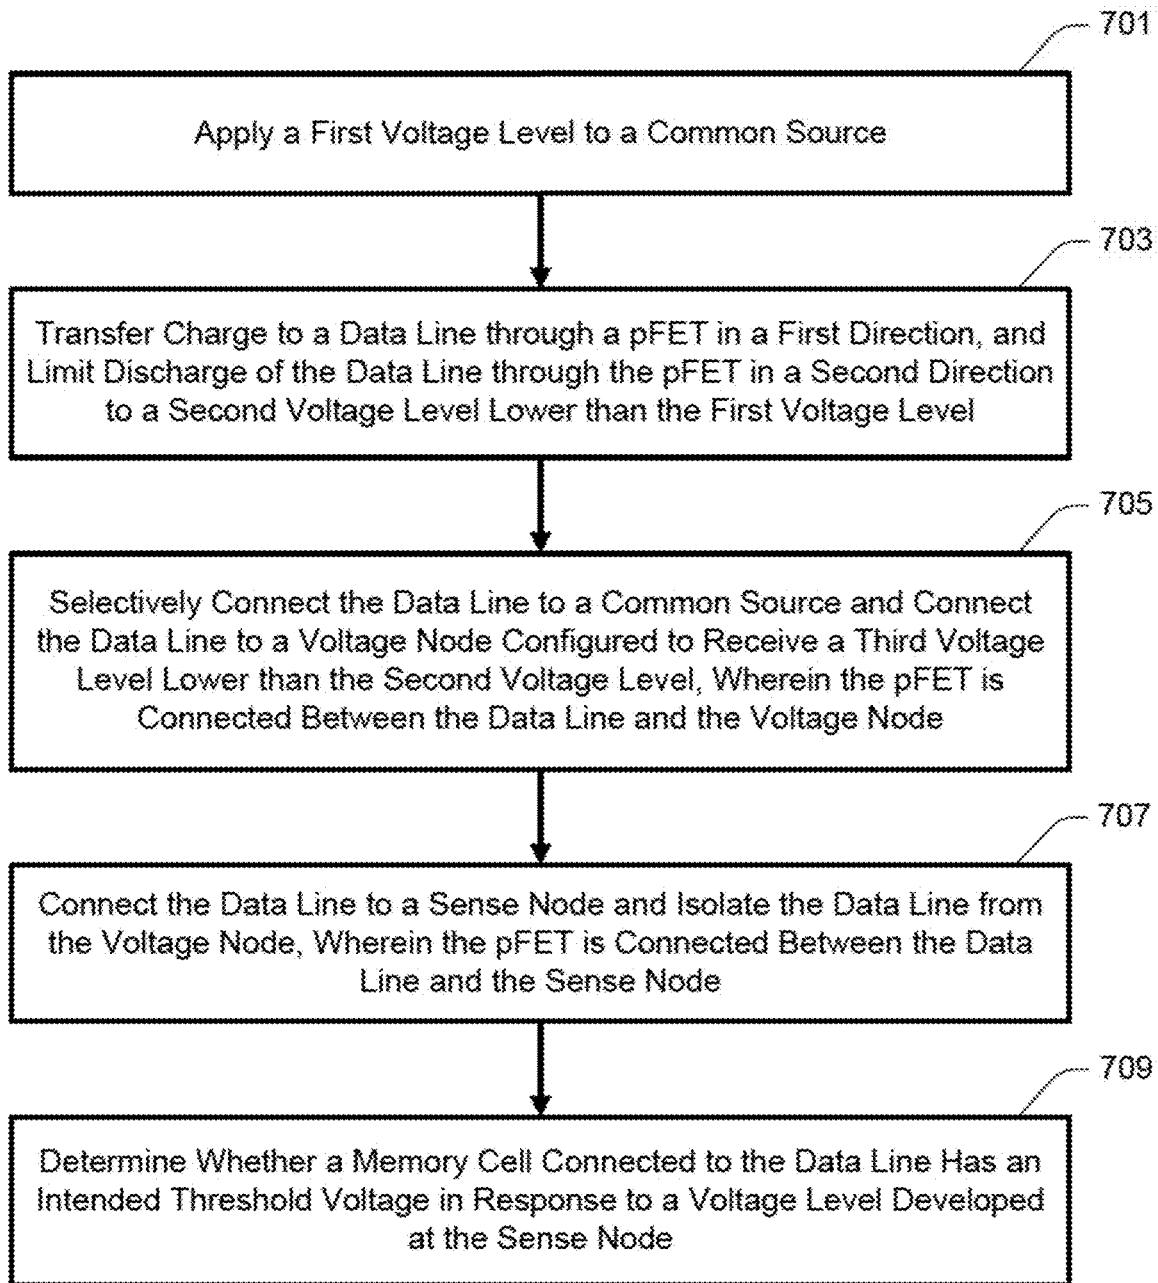 701
Apply a First Voltage Level to a Common Source
703
Transfer Charge to a Data Line through a pFET in a First Direction, and
Limit Discharge of the Data Line through the pFET in a Second Direction
to a Second Voltage Level Lower than the First Voltage Level
705
Selectively Connect the Data Line to a Common Source and Connect
the Data Line to a Voltage Node Configured to Receive a Third Voltage
Level Lower than the Second Voltage Level, Wherein the pFET is
Connected Between the Data Line and the Voltage Node
707
Connect the Data Line to a Sense Node and Isolate the Data Line from
the Voltage Node, Wherein the pFET is Connected Between the Data
Line and the Sense Node
709
Determine Whether a Memory Cell Connected to the Data Line Has an
Intended Threshold Voltage in Response to a Voltage Level Developed
at the Sense Node